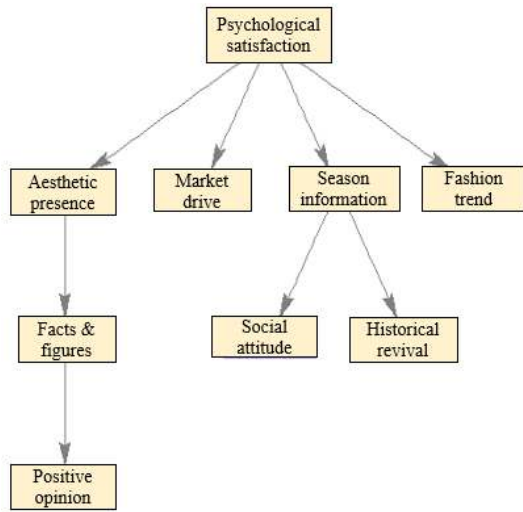 Psychological
satisfaction
Aesthetic
presence
Market
drive
Season
information
Fashion
trend
Facts &
figures
Social
attitude
Historical
revival
Positive
opinion